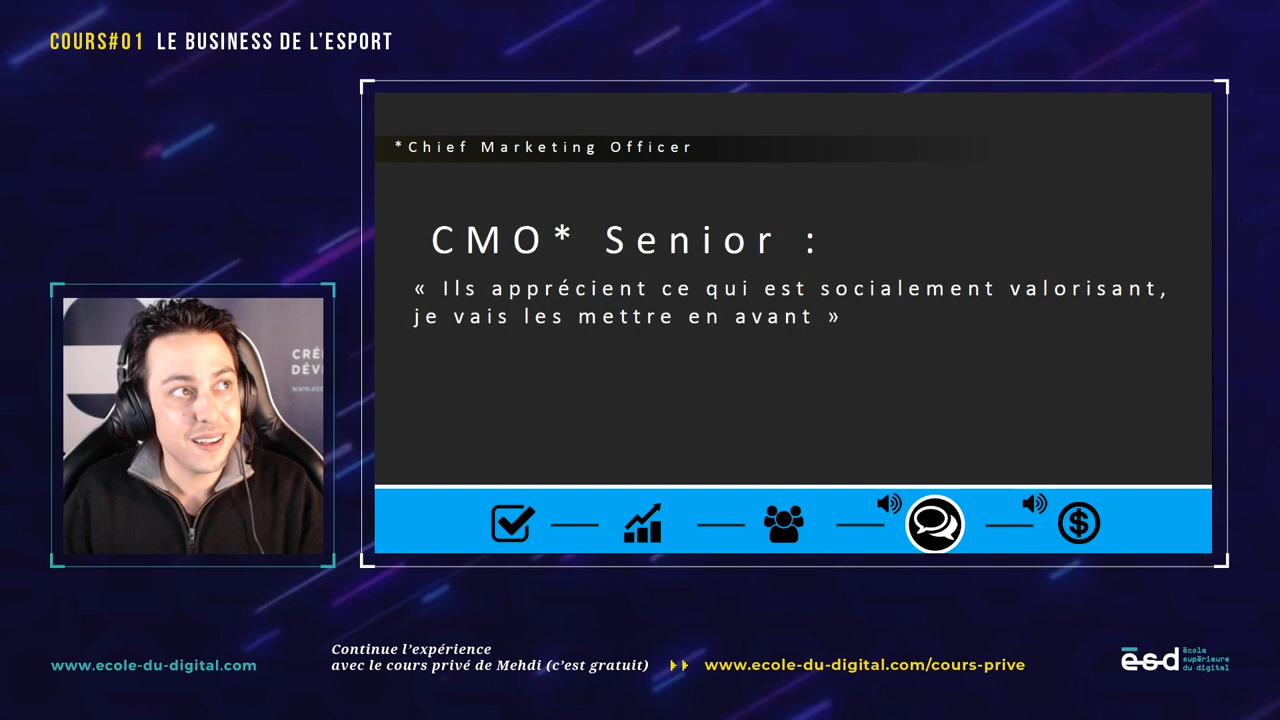 COURS#01 LE BUSINESS DE L'ESPORT
*Chief Marketing Officer
CMO* Senior :
« Ils apprécient ce qui est socialement valorisant,
je vais les mettre en avant »
CRÉ
DÉV
Continue l'expérience
avec le cours privé de Mehdi (c'est gratuit)
www.ecole-du-digital.com
www.ecole-du-digital.com/cours-prive
ēsd
école
supérieure
du digital